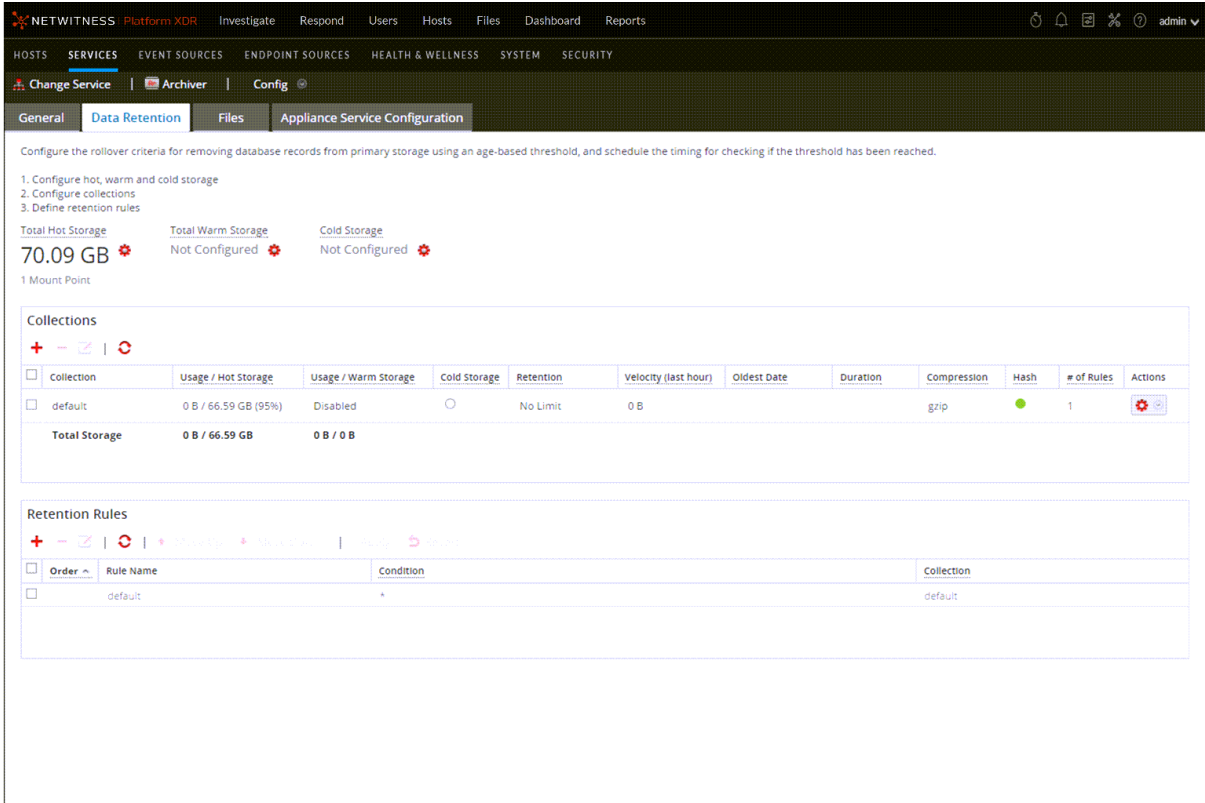 NETWITNESS Platform XDR Investigate Respond Users Hosts Files Dashboard Reports admin
HOSTS SERVICES EVENT SOURCES ENDPOINT SOURCES HEALTH & WELLNESS SYSTEM SECURITY
Change Service | Archiver | Config
General Data Retention Files Appliance Service Configuration
Configure the rollover criteria for removing database records from primary storage using an age-based threshold, and schedule the timing for checking if the threshold has been reached.
1. Configure hot, warm and cold storage
2. Configure collections
3. Define retention rules
Total Hot Storage Total Warm Storage Cold Storage
70.09 GB Not Configured Not Configured
1 Mount Point
Collections
Collection Usage / Hot Storage Usage / Warm Storage Cold Storage Retention Velocity (last hour) Oldest Date Duration Compression Hash # of Rules Actions
default 0 B / 66.59 GB (95%) Disabled No Limit 0 B gzip 1
Total Storage 0 B / 66.59 GB 0 B / 0 B
Retention Rules
Order Rule Name Condition Collection
default * default